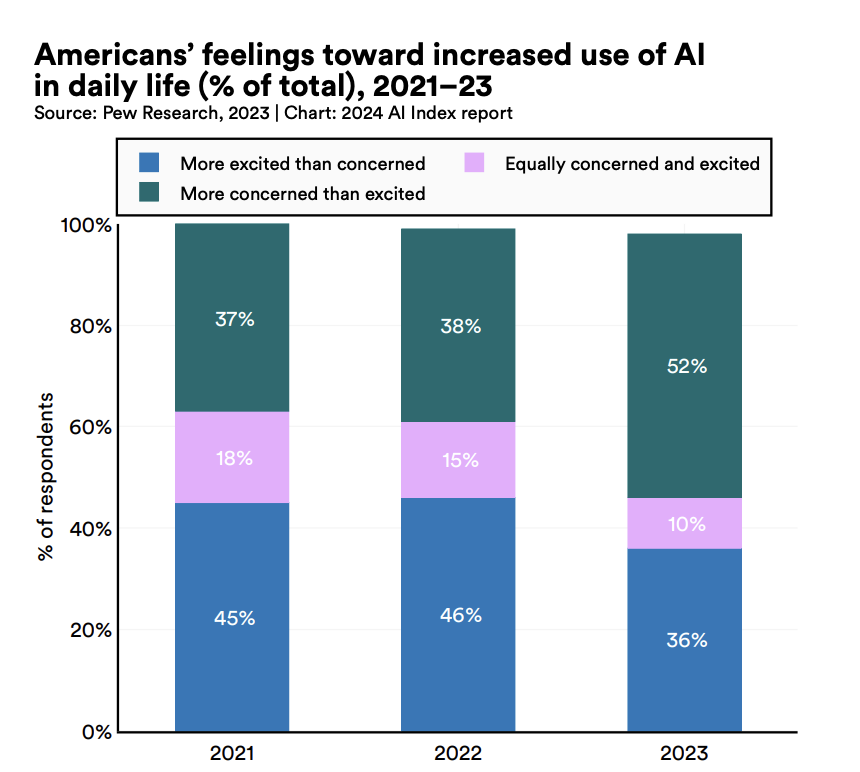 Americans’ feelings toward increased use of AI
in daily life (% of total), 2021–23
Source: Pew Research, 2023 | Chart: 2024 AI Index report
More excited than concerned
Equally concerned and excited
More concerned than excited
100%
80%
60%
40%
20%
0%
% of respondents
37%
38%
52%
18%
15%
10%
45%
46%
36%
2021
2022
2023